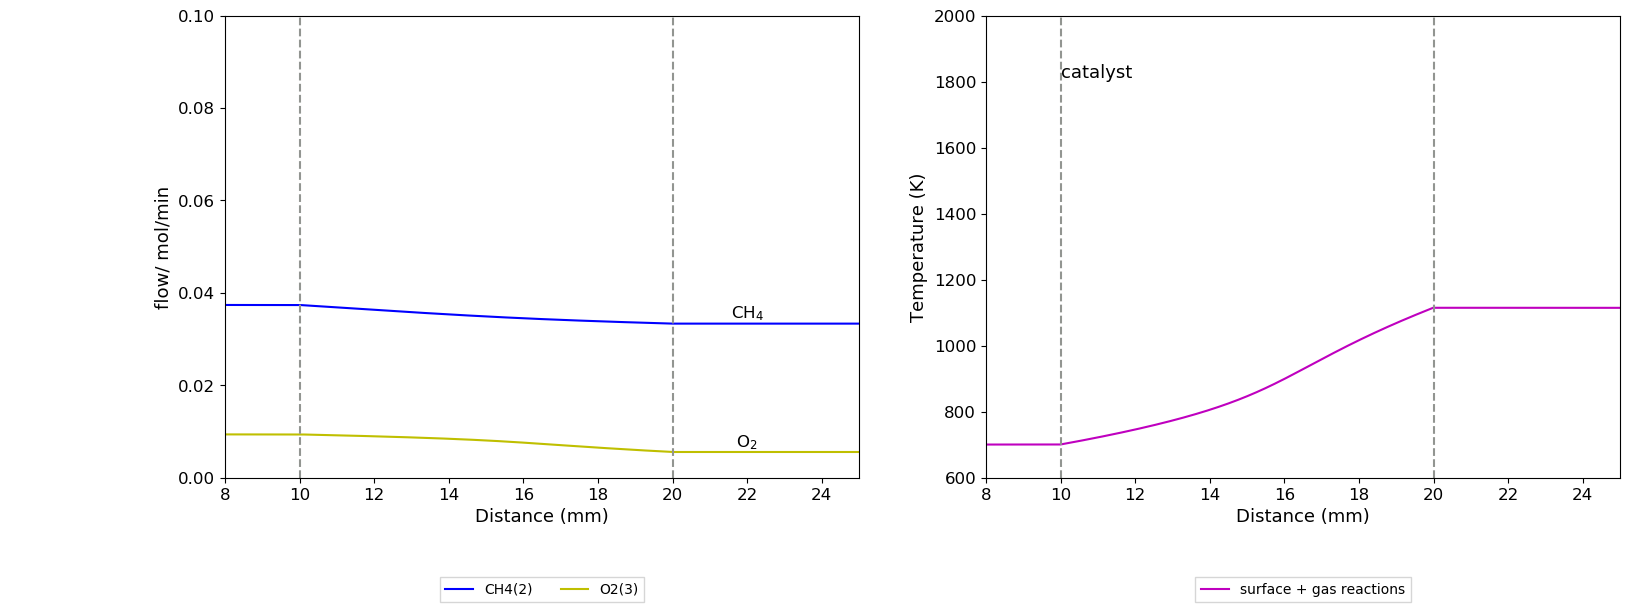 0.10
0.08
0.06
0.04
0.02
0.00
flow/ mol/min
CH₄
O₂
8 10 12 14 16 18 20 22 24
Distance (mm)
CH4(2) O2(3)
2000
1800
1600
1400
1200
1000
800
600
Temperature (K)
catalyst
8 10 12 14 16 18 20 22 24
Distance (mm)
surface + gas reactions